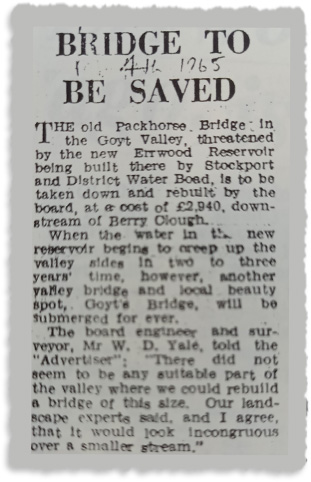 BRIDGE TO
4th 1965
BE SAVED
THE old Packhorse Bridge in
the Goyt Valley, threatened
by the new Errwood Reservoir
being built there by Stockport
and District Water Boad, is to be
taken down and rebuilt by the
board, at a cost of £2,940, down-
stream of Berry Clough.
When the water in the new
reservoir begins to creep up the
valley sides in two to three
years' time, however, another
valley bridge and local beauty
spot, Goyt's Bridge, will be
submerged for ever.
The board engineer and sur-
veyor, Mr W. D. Yale, told the
"Advertiser": "There did not
seem to be any suitable part of
the valley where we could rebuild
a bridge of this size. Our land-
scape experts said, and I agree,
that it would look incongruous
over a smaller stream."